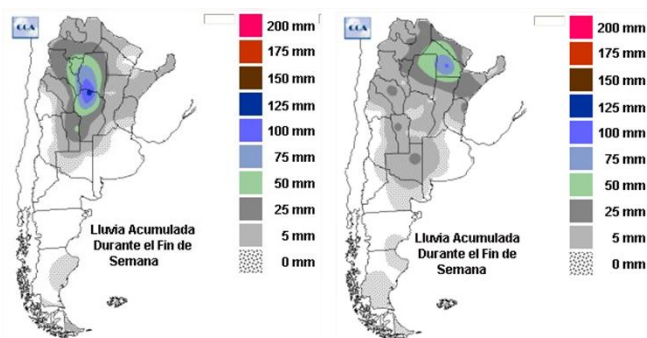 CCA
200 mm
175 mm
150 mm
125 mm
100 mm
75 mm
50 mm
25 mm
5 mm
0 mm
Lluvia Acumulada
Durante el Fin de
Semana
CCA
200 mm
175 mm
150 mm
125 mm
100 mm
75 mm
50 mm
25 mm
5 mm
0 mm
Lluvia Acumulada
Durante el Fin de
Semana